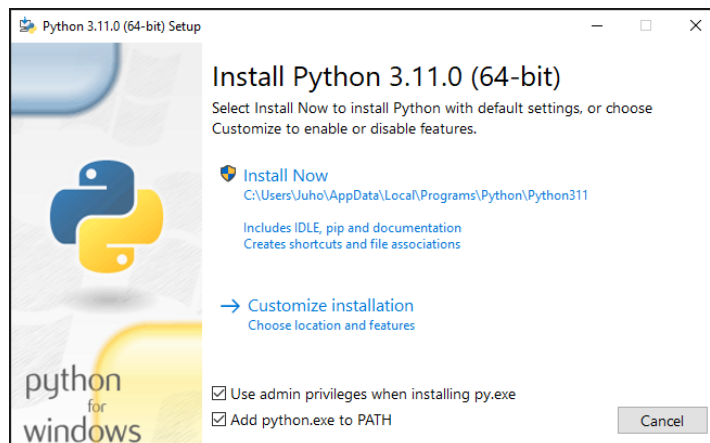 Python 3.11.0 (64-bit) Setup
Install Python 3.11.0 (64-bit)
Select Install Now to install Python with default settings, or choose
Customize to enable or disable features.
Install Now
C:\Users\Juho\AppData\Local\Programs\Python\Python311
Includes IDLE, pip and documentation
Creates shortcuts and file associations
Customize installation
Choose location and features
python
for
windows
Use admin privileges when installing py.exe
Add python.exe to PATH
Cancel